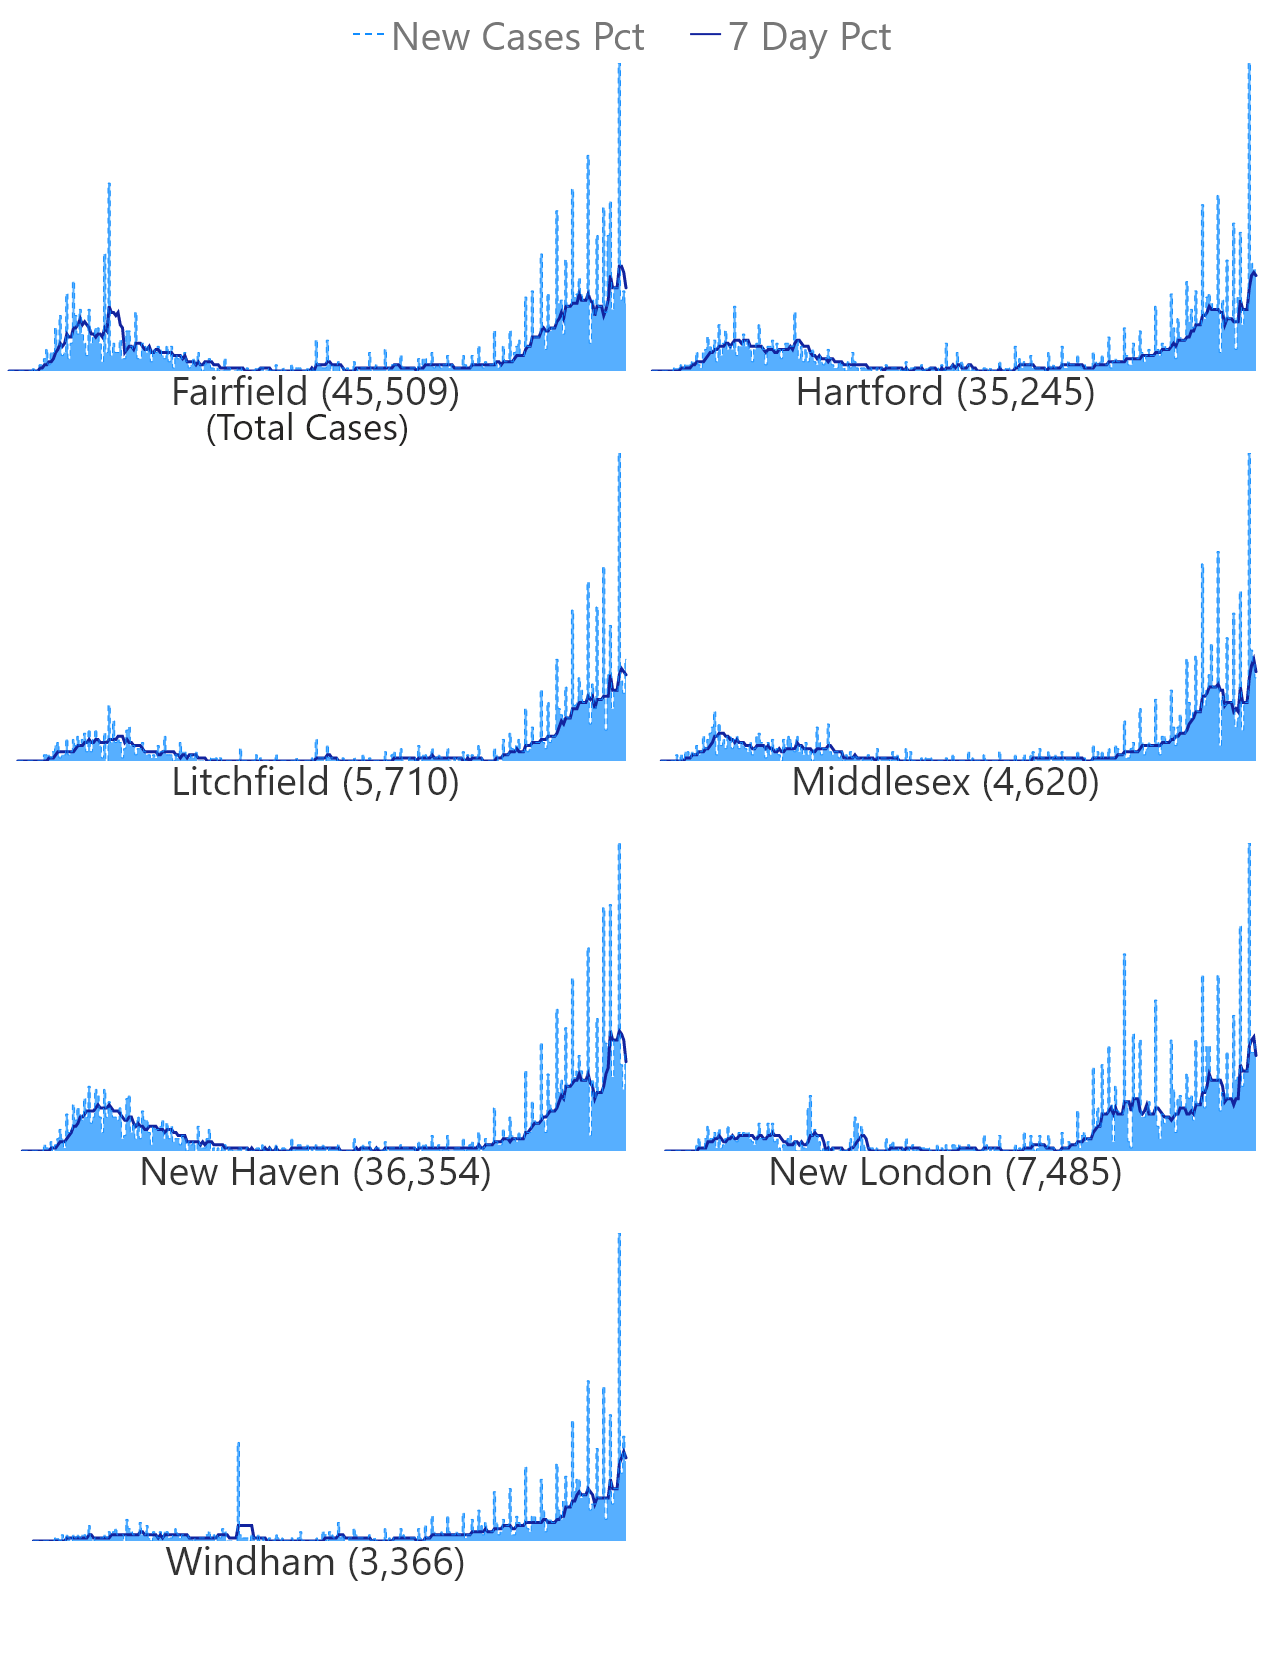 New Cases Pct 7 Day Pct
Fairfield (45,509)
(Total Cases)
Hartford (35,245)
Litchfield (5,710)
Middlesex (4,620)
New Haven (36,354)
New London (7,485)
Windham (3,366)